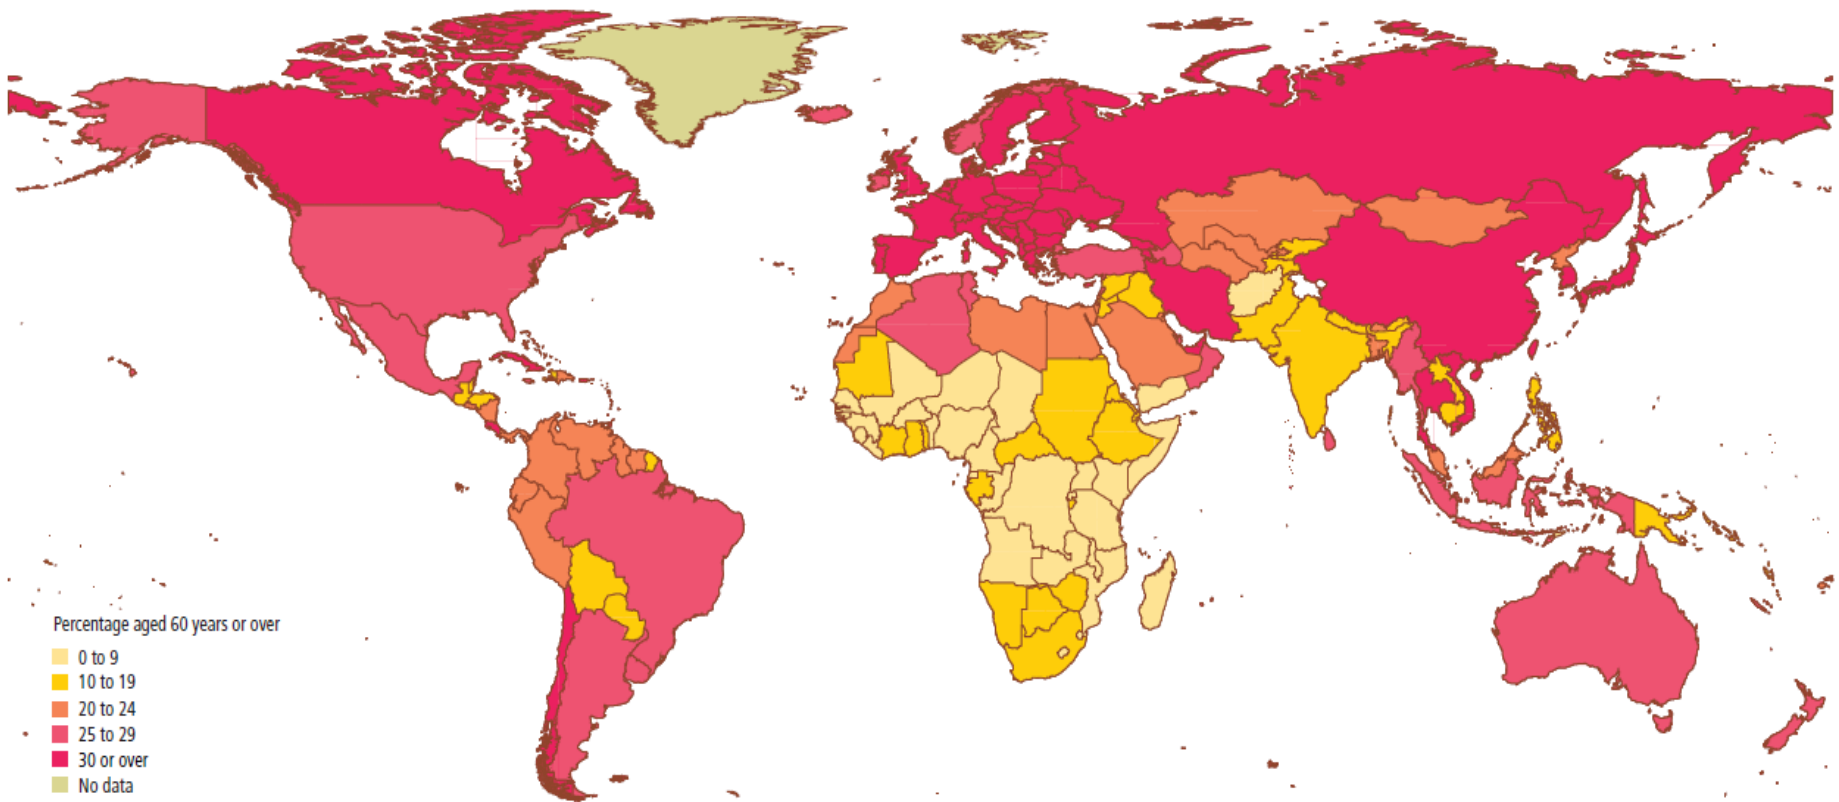 Percentage aged 60 years or over
0 to 9
10 to 19
20 to 24
25 to 29
30 or over
No data